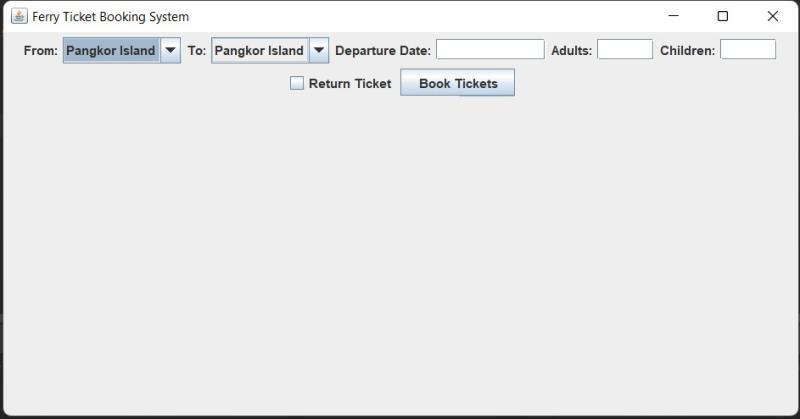 Ferry Ticket Booking System
From: Pangkor Island To: Pangkor Island Departure Date: Adults: Children:
Return Ticket Book Tickets